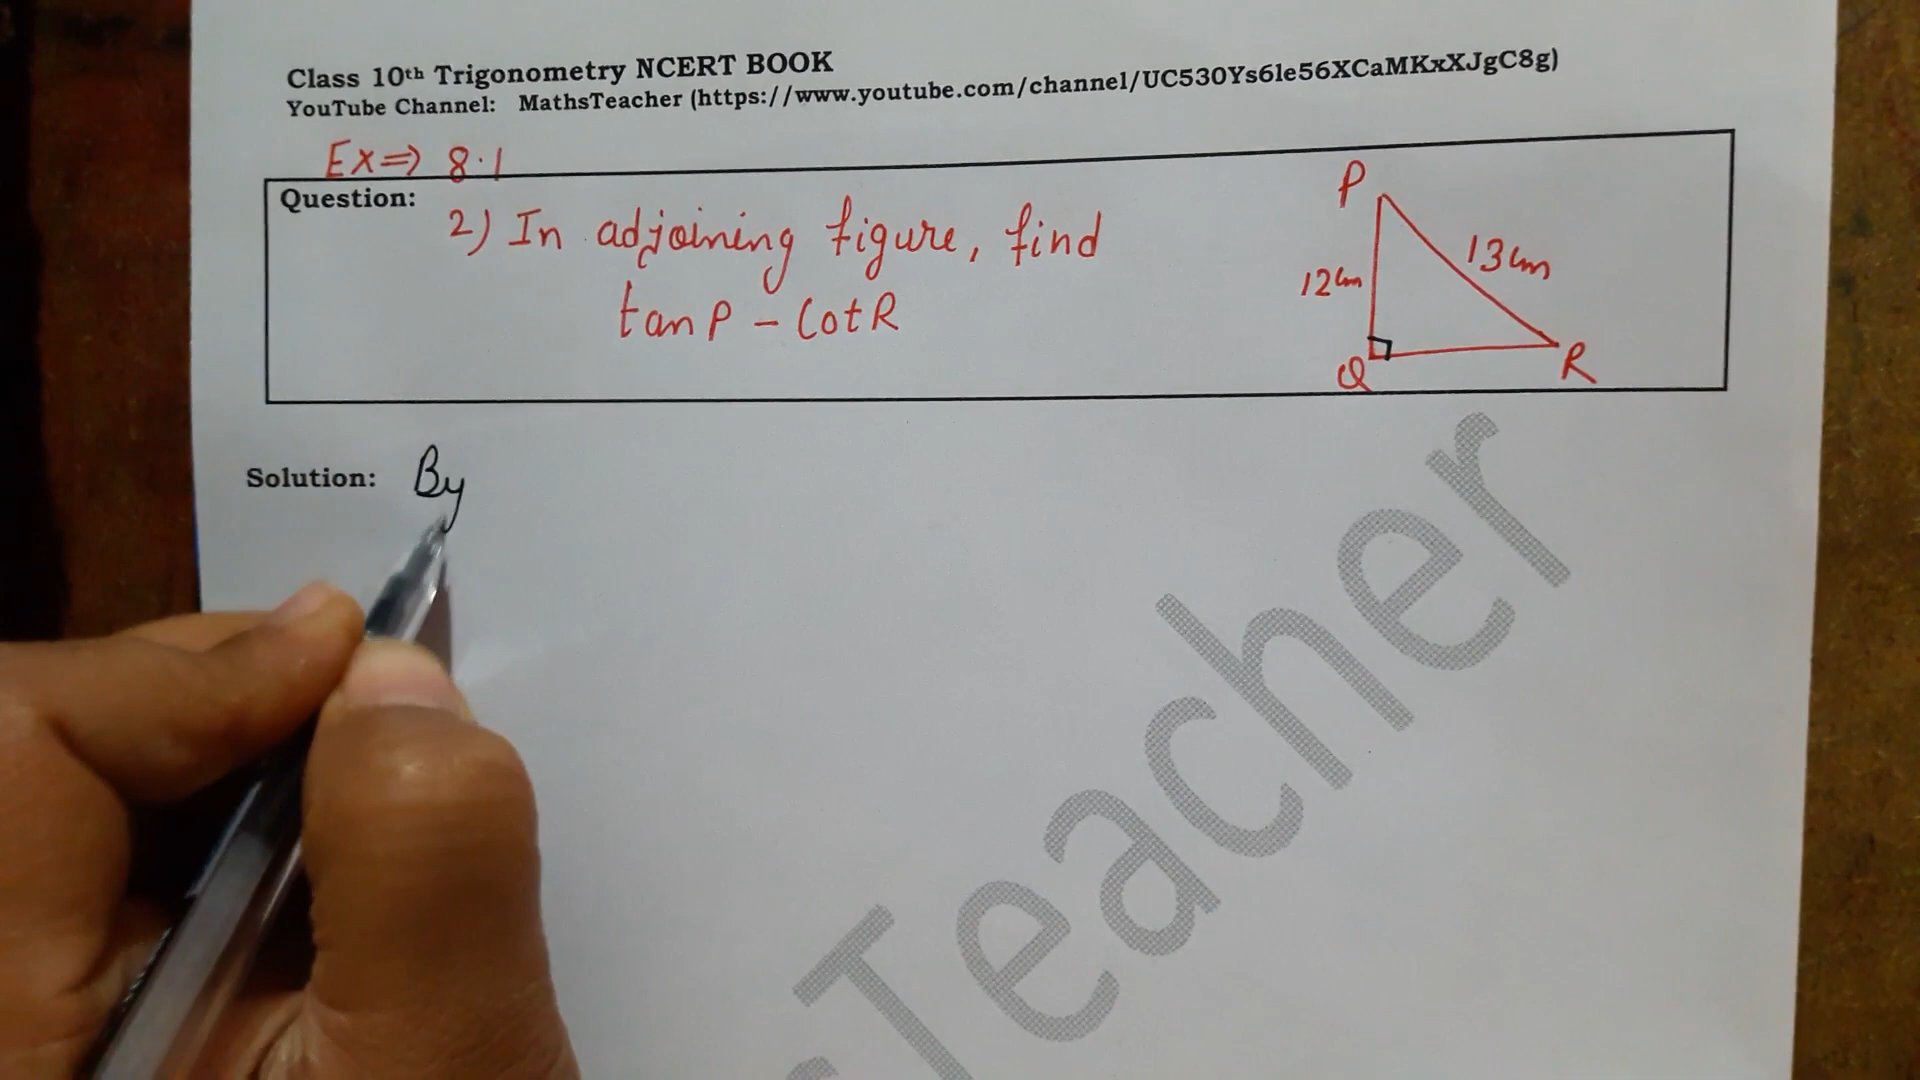 Class 10th Trigonometry NCERT BOOK
YouTube Channel: MathsTeacher (https://www.youtube.com/channel/UC530Ys6le56XCaMKxXJgC8g)
Ex⇒ 8.1
Question:
2) In adjoining figure, find
tan P – Cot R
P
12cm
13cm
Q
R
Solution: By
sTeacher